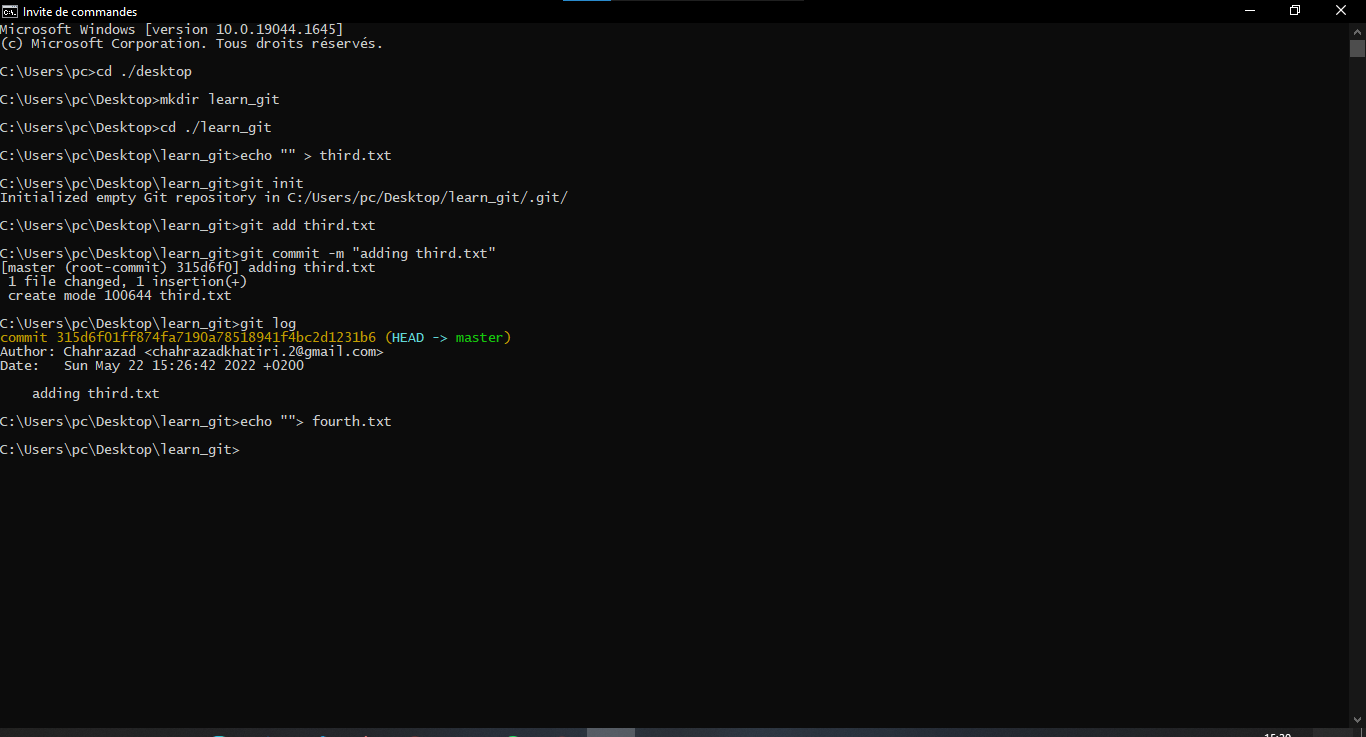 Invite de commandes
Microsoft Windows [version 10.0.19044.1645]
(c) Microsoft Corporation. Tous droits réservés.
C:\Users\pc>cd ./desktop
C:\Users\pc\Desktop>mkdir learn_git
C:\Users\pc\Desktop>cd ./learn_git
C:\Users\pc\Desktop\learn_git>echo "" > third.txt
C:\Users\pc\Desktop\learn_git>git init
Initialized empty Git repository in C:/Users/pc/Desktop/learn_git/.git/
C:\Users\pc\Desktop\learn_git>git add third.txt
C:\Users\pc\Desktop\learn_git>git commit -m "adding third.txt"
[master (root-commit) 315d6f0] adding third.txt
1 file changed, 1 insertion(+)
create mode 100644 third.txt
C:\Users\pc\Desktop\learn_git>git log
commit 315d6f01ff874fa7190a78518941f4bc2d1231b6 (HEAD -> master)
Author: Chahrazad <chahrazadkhatiri.2@gmail.com>
Date:   Sun May 22 15:26:42 2022 +0200
adding third.txt
C:\Users\pc\Desktop\learn_git>echo ""> fourth.txt
C:\Users\pc\Desktop\learn_git>